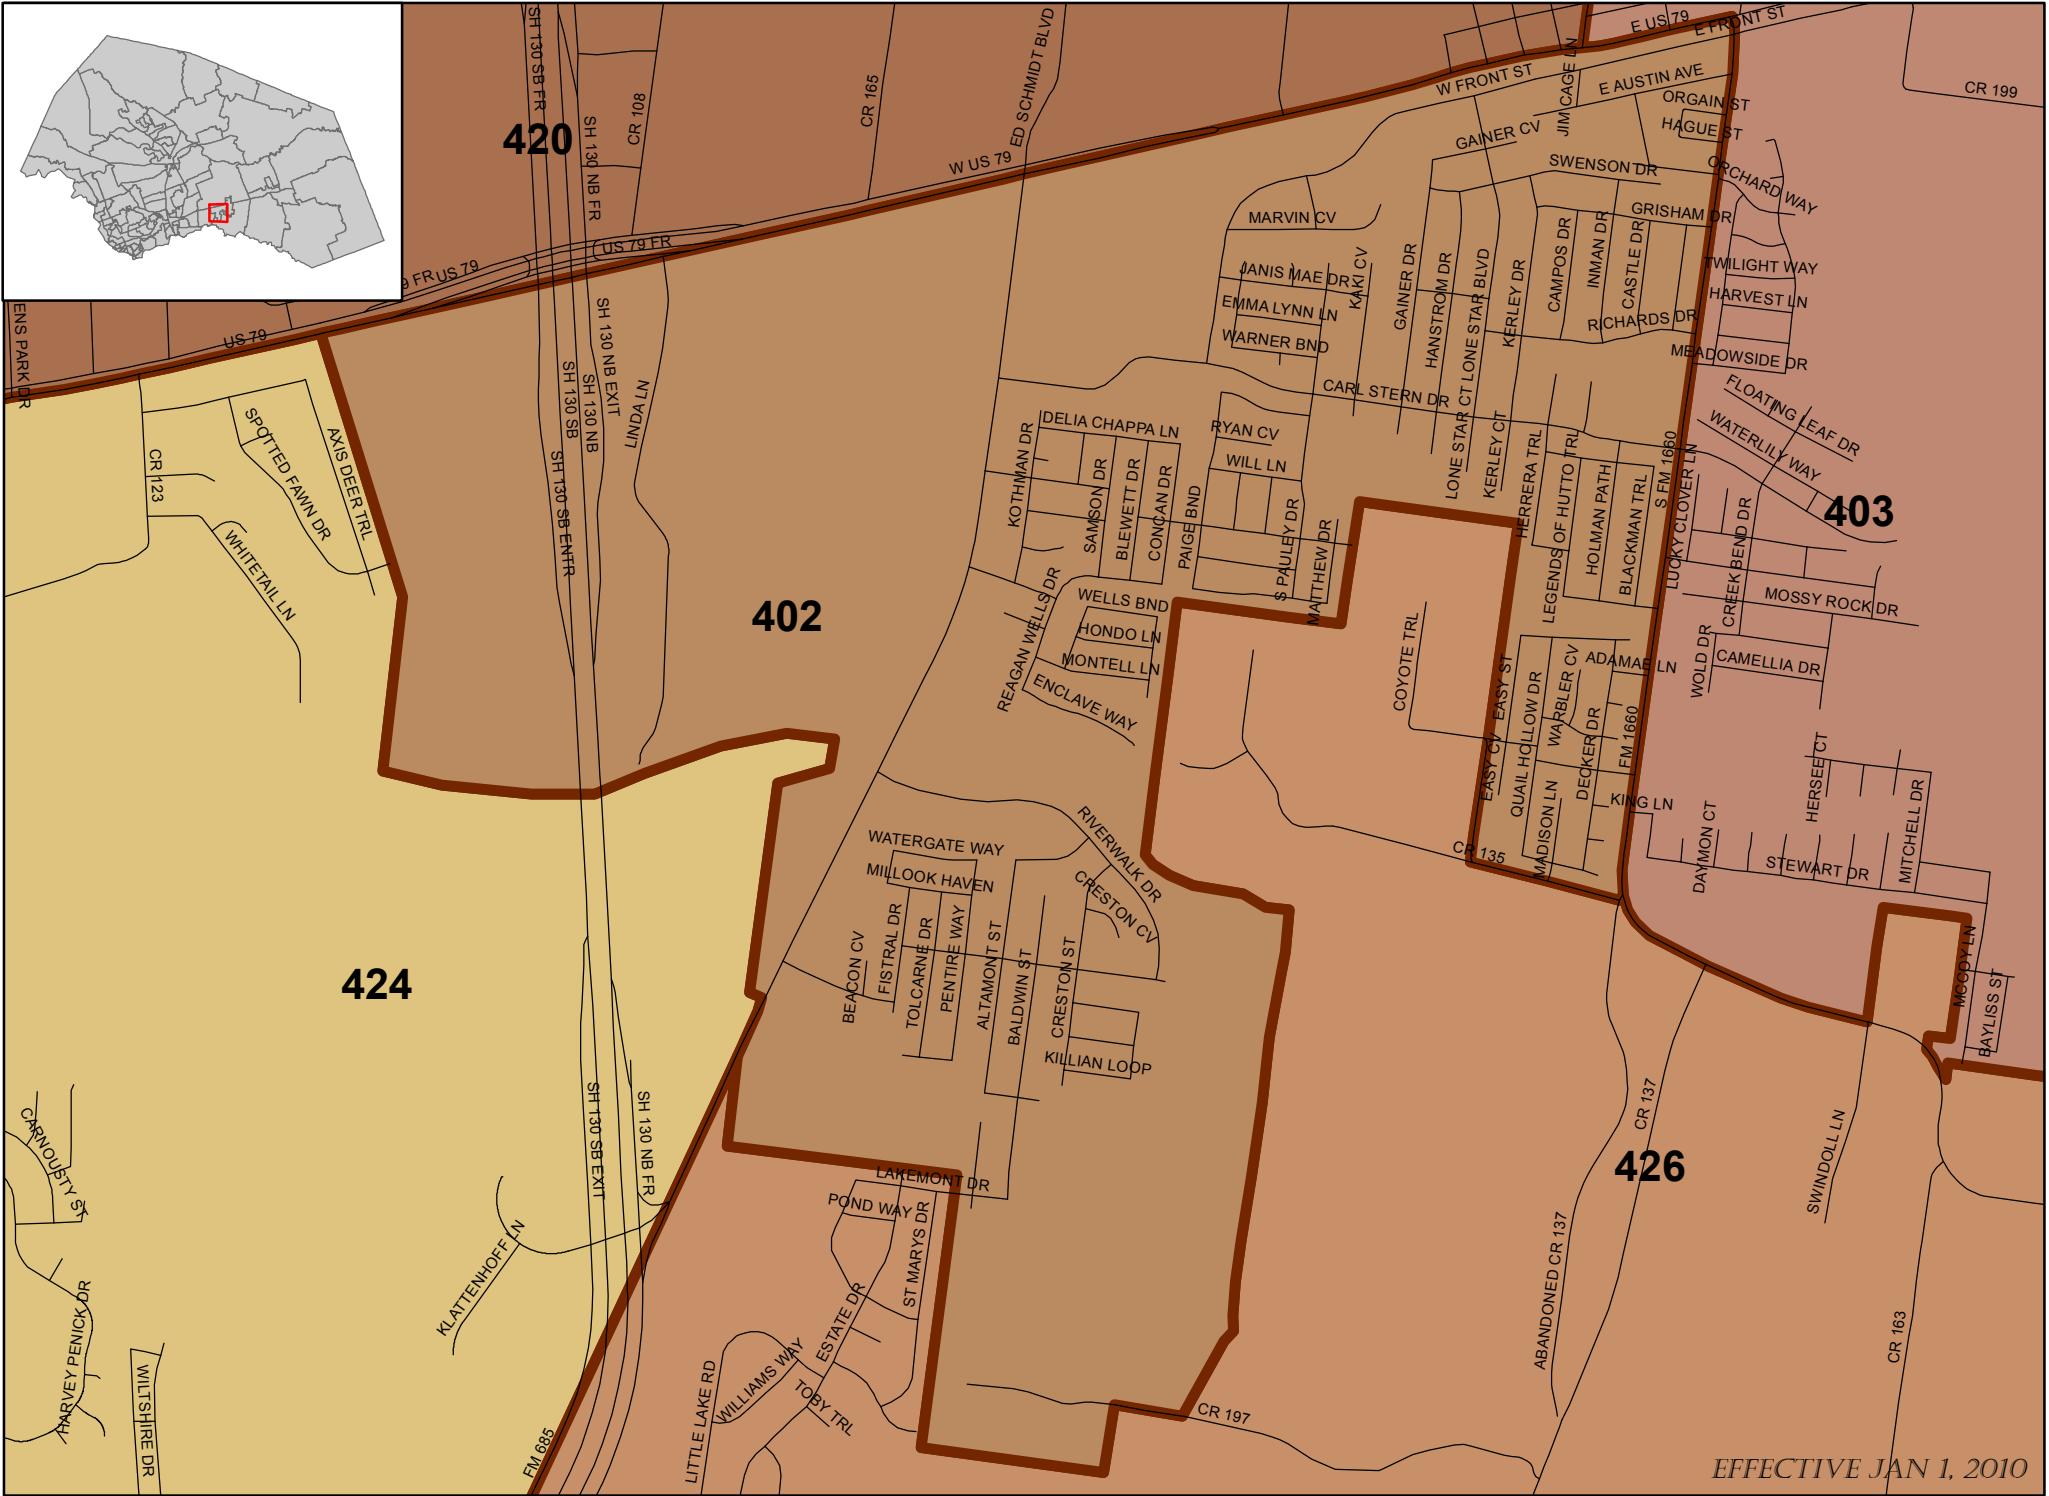 E US 79
E FRONT ST
SH 130 SB FR
CR 108
CR 165
ED SCHMIDT BLVD
JIM CAGE LN
W FRONT ST
E AUSTIN AVE
CR 199
ORGAIN ST
HAGUE ST
420
SH 130 NB FR
GAINER CV
W US 79
SWENSON DR
ORCHARD WAY
MARVIN CV
GRISHAM DR
US 79 FR
9 FR
US 79
JANIS MAE DR
KAKI CV
GAINER DR
HANSTROM DR
LONE STAR BLVD
KERLEY DR
CAMPOS DR
INMAN DR
CASTLE DR
TWILIGHT WAY
HARVEST LN
EMMA LYNN LN
WARNER BND
RICHARDS DR
MEADOWSIDE DR
ENS PARK DR
US 79
SH 130 NB EXIT
SH 130 SB
SH 130 NB
LINDA LN
CARL STERN DR
FLOATING LEAF DR
WATERLILY WAY
SPOTTED FAWN DR
AXIS DEER TRL
CR 123
DELIA CHAPPA LN
RYAN CV
WILL LN
LONE STAR CT
KERLEY CT
HERRERA TRL
LEGENDS OF HUTTO TRL
HOLMAN PATH
BLACKMAN TRL
S FM 1660
LUCKY CLOVER LN
403
KOTHMAN DR
SAMSON DR
BLEWETT DR
CONCAN DR
PAIGE BND
S PAULEY DR
MATTHEW DR
SH 130 SB ENTR
WHITETAIL LN
CREEK BEND DR
MOSSY ROCK DR
402
REAGAN WELLS DR
WELLS BND
HONDO LN
MONTELL LN
ENCLAVE WAY
COYOTE TRL
EASY ST
EASY CV
QUAIL HOLLOW DR
WARBLER CV
ADAMAE LN
DECKER DR
FM 1660
WOLD DR
CAMELLIA DR
MADISON LN
KING LN
HERSEE CT
DAYMON CT
MITCHELL DR
STEWART DR
RIVERWALK DR
WATERGATE WAY
MILLOOK HAVEN
CRESTON CV
CR 135
424
BEACON CV
FISTRAL DR
TOLCARNE DR
PENTIRE WAY
ALTAMONT ST
BALDWIN ST
CRESTON ST
KILLIAN LOOP
MCCOY LN
BAYLISS ST
SH 130 SB EXIT
SH 130 NB FR
CR 137
426
SWINDOLL LN
CARNOUSTY ST
LAKEMONT DR
POND WAY
ST MARYS DR
KLATTENHOFF LN
ESTATE DR
ABANDONED CR 137
CR 163
HARVEY PENICK DR
WILTSHIRE DR
LITTLE LAKE RD
WILLIAMS WAY
TOBY TRL
CR 197
FM 685
EFFECTIVE JAN 1, 2010